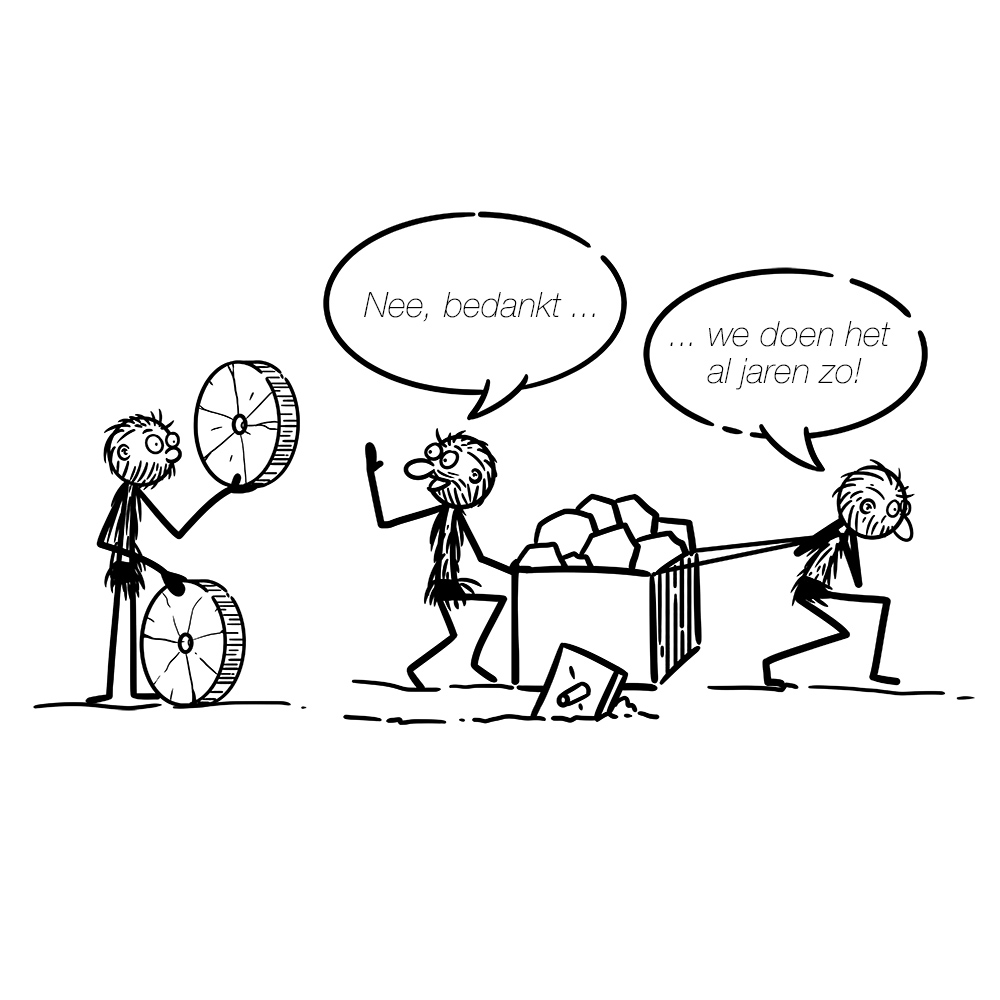 Nee, bedankt ...
... we doen het
al jaren zo!